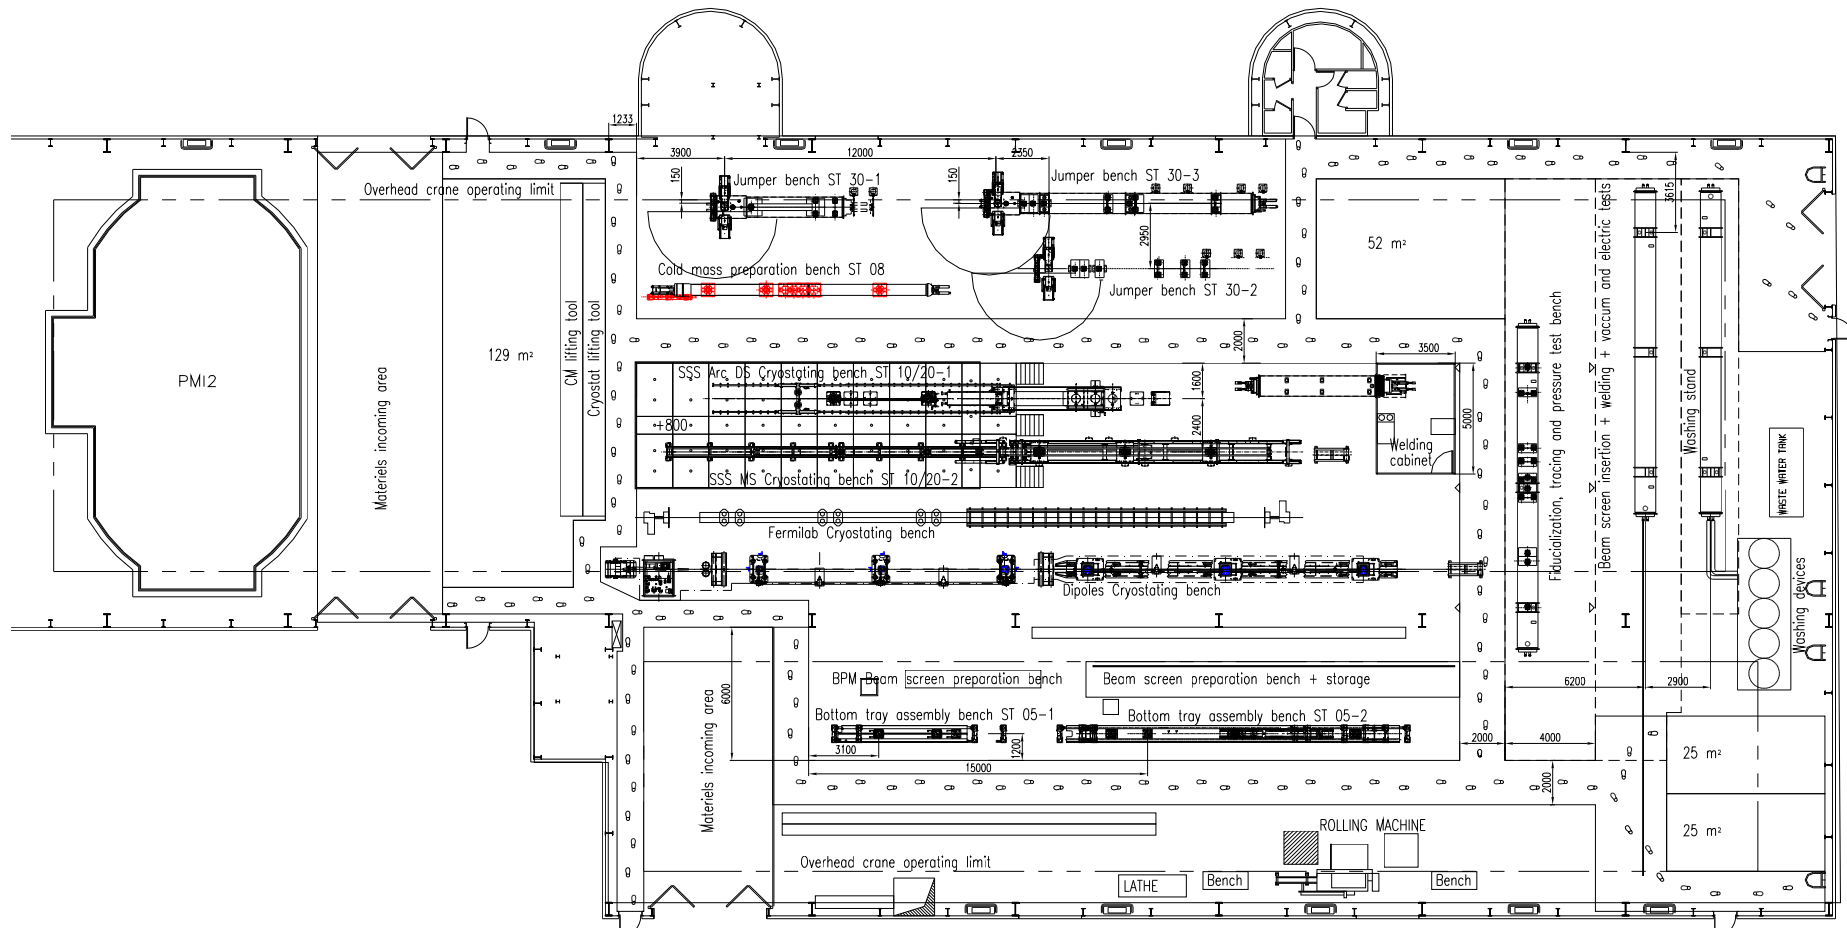 1233
3900
12000
2350
150
Jumper bench ST 30-1
150
Jumper bench ST 30-3
Overhead crane operating limit
3615
2950
52 m²
Cold mass preparation bench ST 08
Jumper bench ST 30-2
2000
129 m²
CM lifting tool
Cryostat lifting tool
PM12
Materiels incoming area
SSS Arc DS Cryostating bench ST 10/20-1
1600
3500
+800
2400
5000
Welding
cabinet
SSS MS Cryostating bench ST 10/20-2
Fermilab Cryostating bench
Dipoles Cryostating bench
Fiducialization, tracing and pressure test bench
Beam screen insertion + welding + vaccum and electric tests
Washing stand
WASTE WATER TANK
Washing devices
6000
BPM Beam screen preparation bench
Beam screen preparation bench + storage
6200
2900
Materiels incoming area
Bottom tray assembly bench ST 05-1
Bottom tray assembly bench ST 05-2
3100
1200
2000
4000
15000
25 m²
2000
25 m²
ROLLING MACHINE
Overhead crane operating limit
LATHE
Bench
Bench